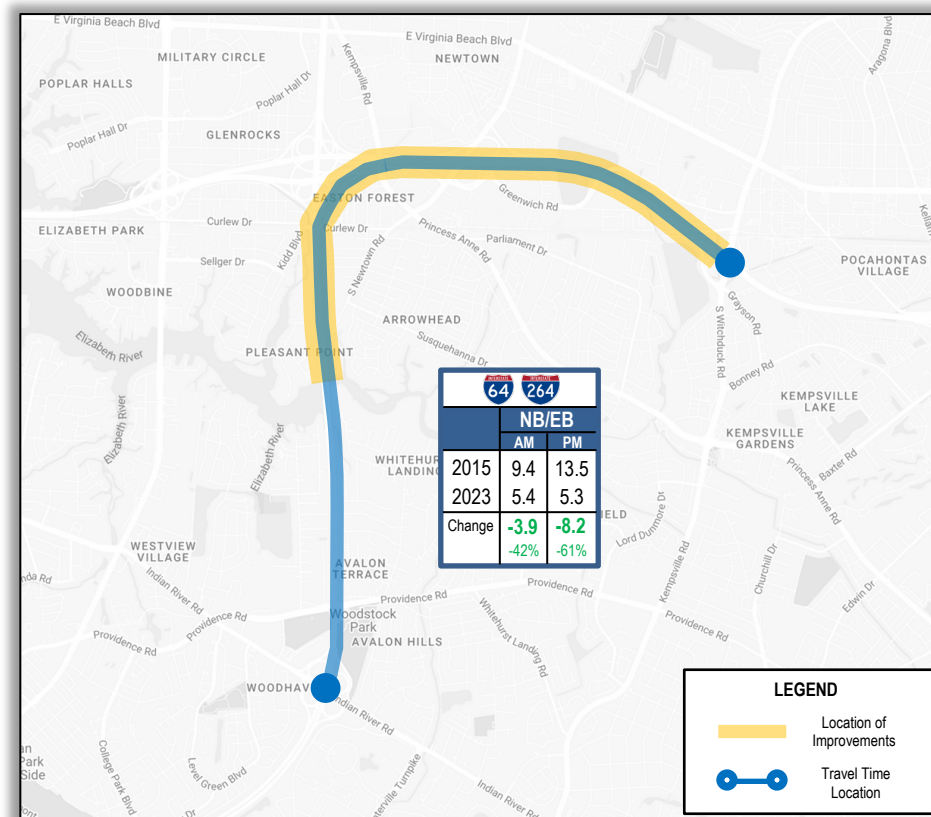 E Virginia Beach Blvd
E Virginia Beach Blvd
MILITARY CIRCLE
NEWTOWN
Kempsville Rd
Aragona Blvd
POPLAR HALLS
Poplar Hall Dr
Poplar Hall Dr
GLENROCKS
EASTON FOREST
Greenwich Rd
Curlew Dr
Curlew Dr
ELIZABETH PARK
Kidd Blvd
S Newtown Rd
Princess Anne Rd
Parliament Dr
Sellger Dr
POCAHONTAS
VILLAGE
WOODBINE
Grayson Rd
S Witchduck Rd
ARROWHEAD
Elizabeth River
PLEASANT POINT
Susquehanna Dr
Bonney Rd
64 264
NB/EB
AM PM
2015 9.4 13.5
2023 5.4 5.3
Change -3.9 -8.2
-42% -61%
KEMPSVILLE
LAKE
KEMPSVILLE
GARDENS
Elizabeth River
Elizabeth River
WHITEHUR
LANDING
Baxter Rd
Princess Anne Rd
IELD
Lord Dunmore Dr
Kempsville Rd
Churchill Dr
WESTVIEW
VILLAGE
AVALON
TERRACE
Indian River Rd
Edwin Dr
Providence Rd
Providence Rd
Providence Rd
Providence Rd
Providence Rd
Woodstock
Park
AVALON HILLS
Whitehurst Landing Rd
WOODHAV
Indian River Rd
Level Green Blvd
College Park Blvd
Indian River Rd
LEGEND
Location of
Improvements
Travel Time
Location
Park
Side